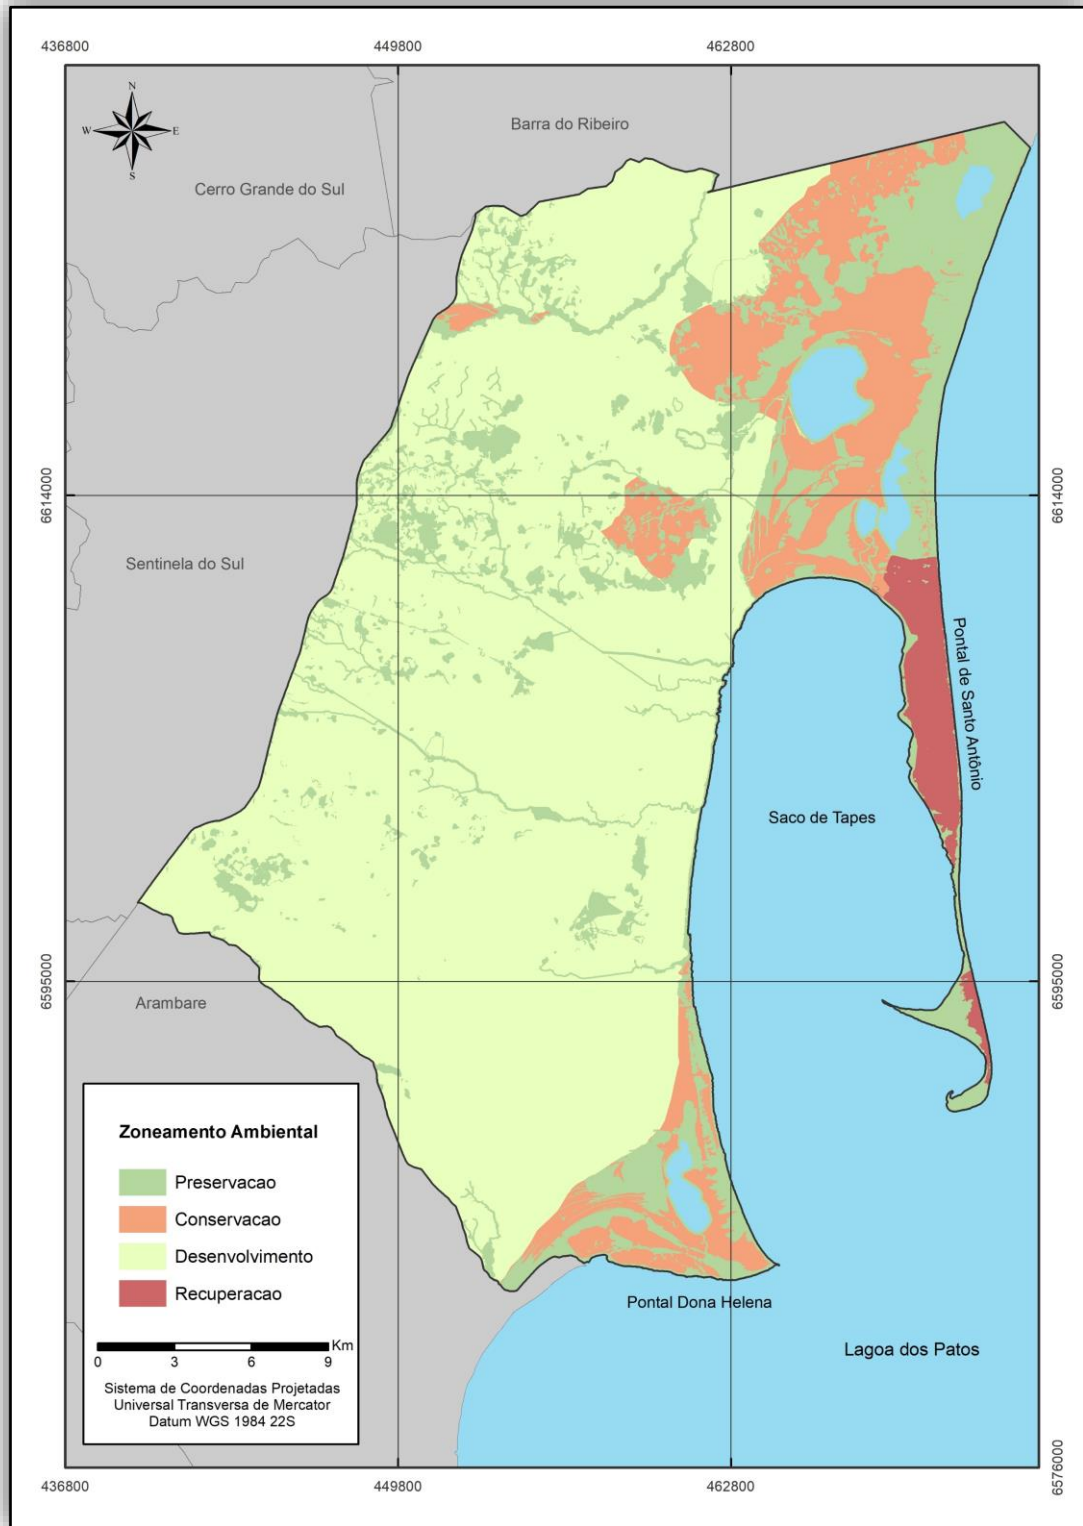 436800
449800
462800
N
W
E
S
Barra do Ribeiro
Cerro Grande do Sul
6614000
6614000
Sentinela do Sul
Pontal de Santo Antônio
Saco de Tapes
6595000
6595000
Arambare
Zoneamento Ambiental
Preservacao
Conservacao
Desenvolvimento
Recuperacao
Km
0 3 6 9
Sistema de Coordenadas Projetadas
Universal Transversa de Mercator
Datum WGS 1984 22S
Pontal Dona Helena
Lagoa dos Patos
6576000
436800
449800
462800